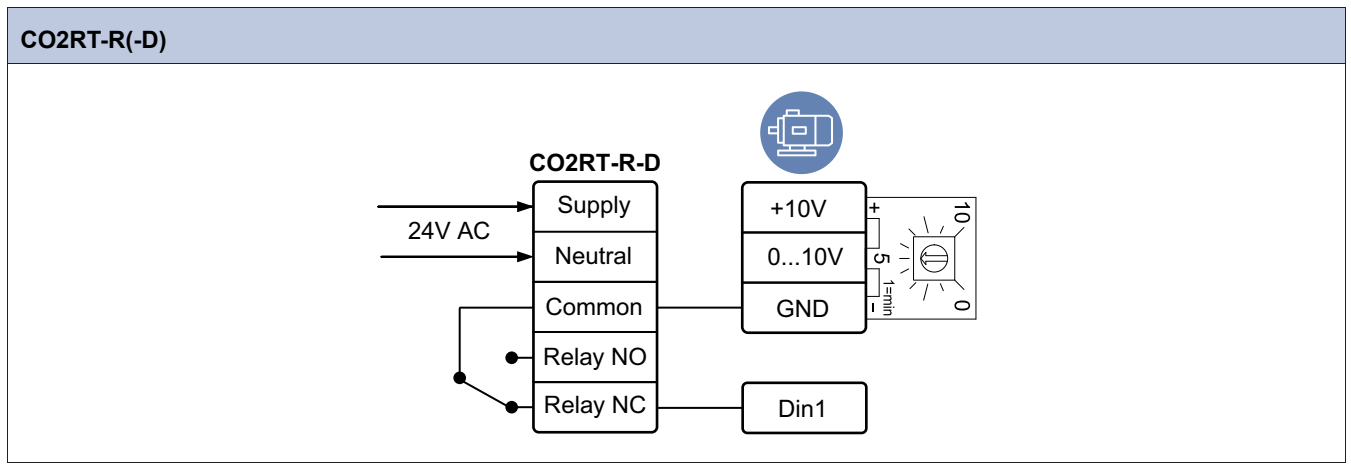 CO2RT-R(-D)
CO2RT-R-D
Supply
24V AC
Neutral
Common
Relay NO
Relay NC
+10V
0...10V
GND
Din1
+
-
10
5
0
1=min